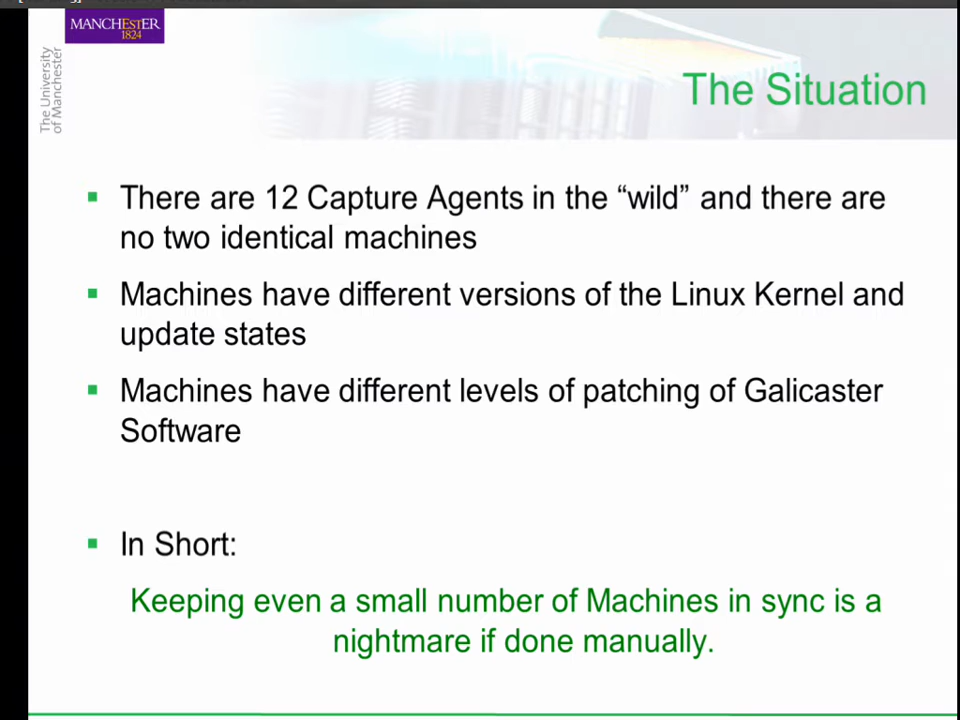 MANCHESTER
1824
The University
of Manchester
The Situation
There are 12 Capture Agents in the “wild” and there are
no two identical machines
Machines have different versions of the Linux Kernel and
update states
Machines have different levels of patching of Galicaster
Software
In Short:
Keeping even a small number of Machines in sync is a
nightmare if done manually.